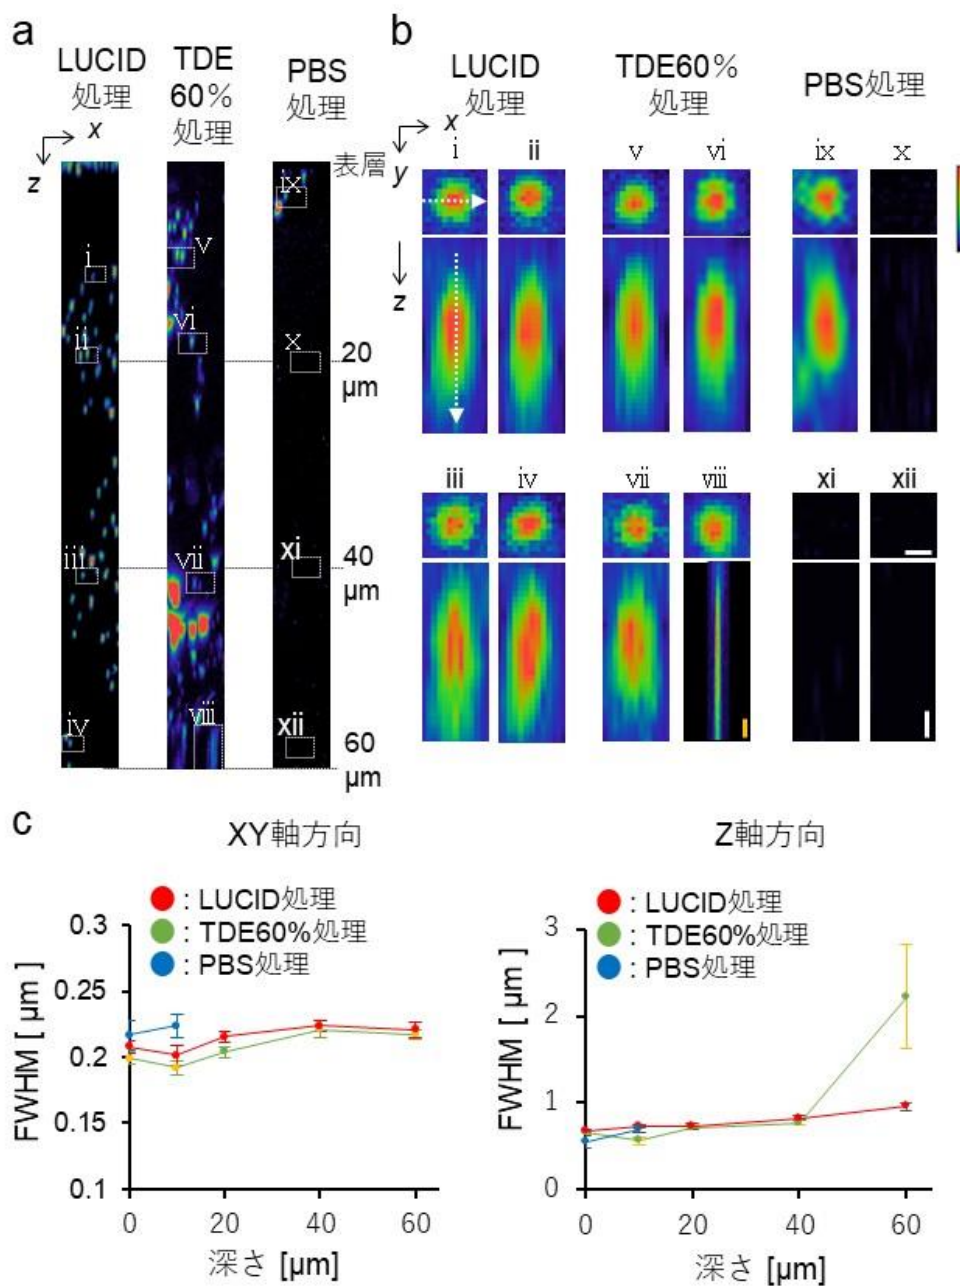 a
LUCID
処理
TDE
60%
処理
PBS
処理
x
z
表層
i
ii
iii
iv
v
vi
vii
viii
ix
x
xi
xii
20
µm
40
µm
60
µm
b
LUCID
処理
TDE60%
処理
PBS処理
x
y
z
i
ii
v
vi
ix
x
iii
iv
vii
viii
xi
xii
c
XY軸方向
: LUCID処理
: TDE60%処理
: PBS処理
FWHM [ µm ]
0.3
0.25
0.2
0.15
0.1
0
20
40
60
深さ [µm]
Z軸方向
: LUCID処理
: TDE60%処理
: PBS処理
FWHM [ µm ]
3
2
1
0
0
20
40
60
深さ [µm]